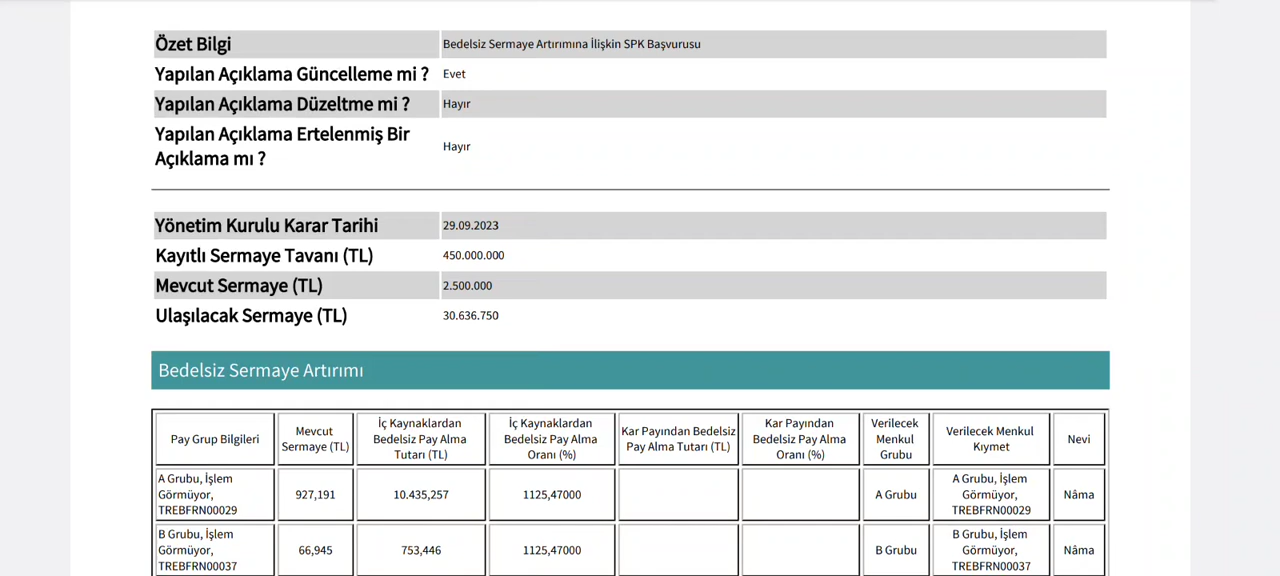 Özet Bilgi
Bedelsiz Sermaye Artırımına İlişkin SPK Başvurusu
Yapılan Açıklama Güncelleme mi ?
Evet
Yapılan Açıklama Düzeltme mi ?
Hayır
Yapılan Açıklama Ertelenmiş Bir
Açıklama mı ?
Hayır
Yönetim Kurulu Karar Tarihi
29.09.2023
Kayıtlı Sermaye Tavanı (TL)
450.000.000
Mevcut Sermaye (TL)
2.500.000
Ulaşılacak Sermaye (TL)
30.636.750
Bedelsiz Sermaye Artırımı
Pay Grup Bilgileri
Mevcut
Sermaye (TL)
İç Kaynaklardan
Bedelsiz Pay Alma
Tutarı (TL)
İç Kaynaklardan
Bedelsiz Pay Alma
Oranı (%)
Kar Payından Bedelsiz
Pay Alma Tutarı (TL)
Kar Payından
Bedelsiz Pay Alma
Oranı (%)
Verilecek
Menkul
Grubu
Verilecek Menkul
Kıymet
Nevi
A Grubu, İşlem
Görmüyor,
TREBFRN00029
927,191
10.435,257
1125,47000
A Grubu
A Grubu, İşlem
Görmüyor,
TREBFRN00029
Nâma
B Grubu, İşlem
Görmüyor,
TREBFRN00037
66,945
753,446
1125,47000
B Grubu
B Grubu, İşlem
Görmüyor,
TREBFRN00037
Nâma